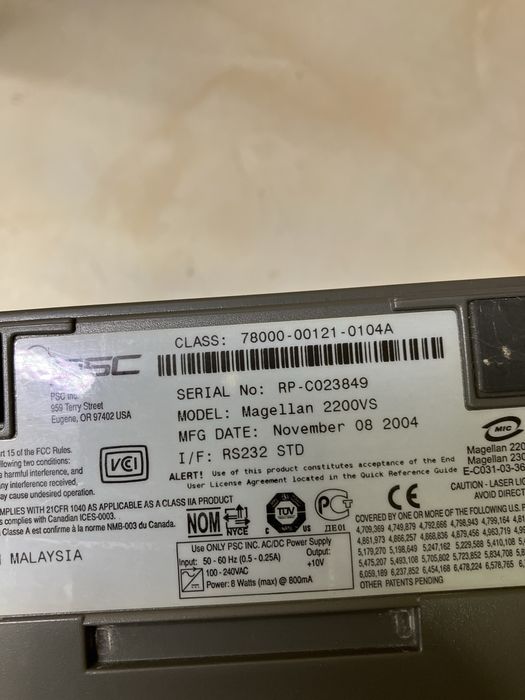 CLASS: 78000-00121-0104A
PSC
PSC Inc.
959 Terry Street
Eugene, OR 97402 USA
SERIAL No: RP-C023849
MODEL: Magellan 2200VS
MFG DATE: November 08 2004
I/F: RS232 STD
ALERT! Use of this product constitutes acceptance of the End
User License Agreement located in the Quick Reference Guide
MIC
Magellan 220
Magellan 230
E-C031-03-36
art 15 of the FCC Rules.
ollowing two conditions:
e harmful interference, and
any interference received,
ay cause undesired operation.
VCI
MPLIES WITH 21CFR 1040 AS APPLICABLE AS A CLASS IIA PRODUCT
s complies with Canadian ICES-0003.
Classe A est confirme à la norme NMB-003 du Canada.
N MALAYSIA
NOM
NYCE
TÜV
US
CE
CAUTION - LASER LI
AVOID DIRECT
Use ONLY PSC INC. AC/DC Power Supply
Input: 50 - 60 Hz (0.5 - 0.25A)
100 - 240VAC
Output:
+10V
Power: 8 Watts (max) @ 800mA
COVERED BY ONE OR MORE OF THE FOLLOWING U.S. P
4,709,369 4,749,879 4,792,666 4,798,943 4,799,164
4,861,973 4,866,257 4,868,836 4,879,456 4,963,719
5,179,270 5,198,649 5,247,162 5,229,588 5,410,108
5,475,207 5,493,108 5,705,802 5,723,852 5,834,708
6,059,189 6,237,852 6,454,168 6,478,224 6,578,765
OTHER PATENTS PENDING